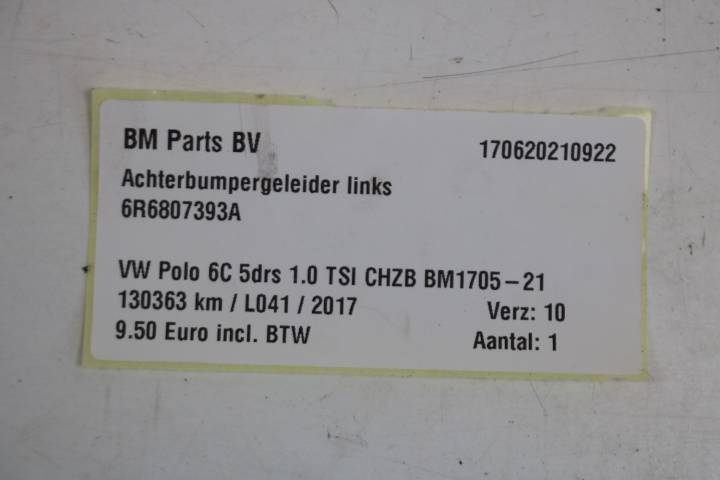 BM Parts BV 170620210922
Achterbumpergeleider links
6R6807393A
VW Polo 6C 5drs 1.0 TSI CHZB BM1705-21
130363 km / L041 / 2017 Verz: 10
9.50 Euro incl. BTW Aantal: 1